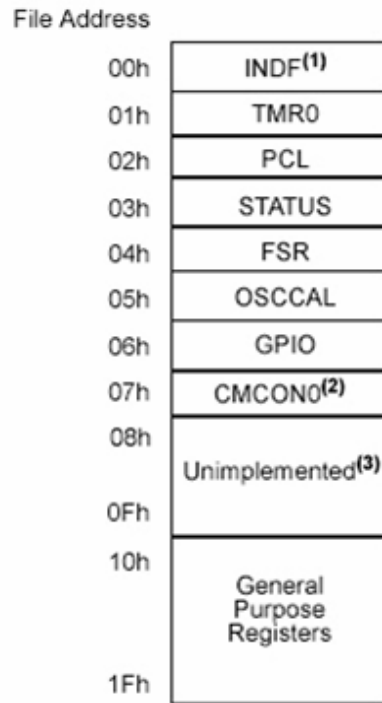 File Address
00h INDF(1)
01h TMR0
02h PCL
03h STATUS
04h FSR
05h OSCCAL
06h GPIO
07h CMCON0(2)
08h
Unimplemented(3)
0Fh
10h
General
Purpose
Registers
1Fh